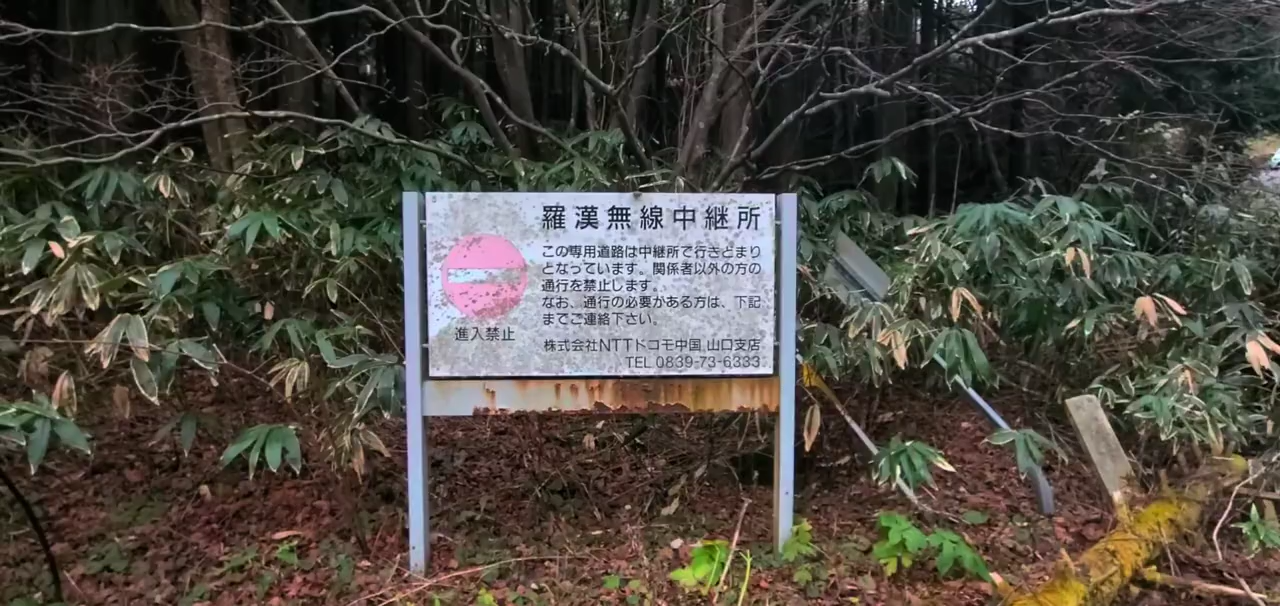 羅漢無線中継所
この専用道路は中継所で行きどまり
となっています。関係者以外の方の
通行を禁止します。
なお、通行の必要がある方は、下記
までご連絡下さい。
進入禁止
株式会社NTTドコモ中国 山口支店
TEL 0839-73-6333